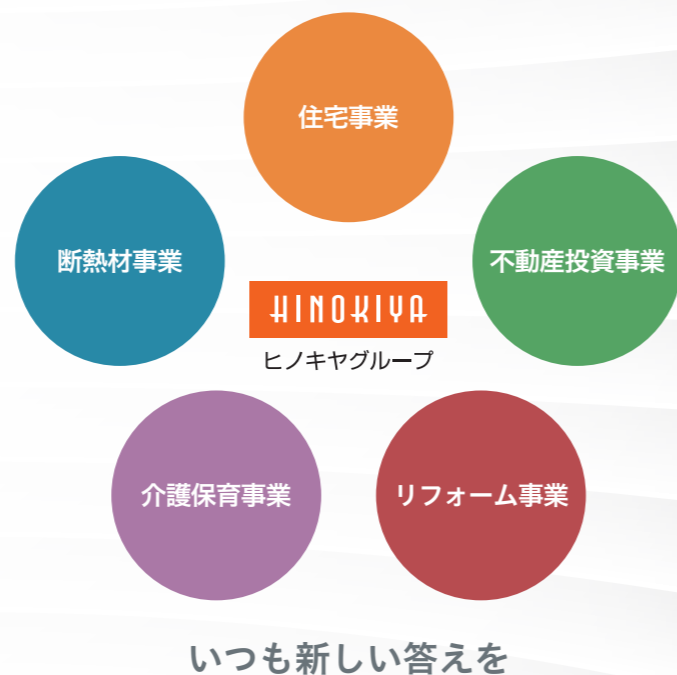 住宅事業
断熱材事業
不動産投資事業
HINOKIYA
ヒノキヤグループ
介護保育事業
リフォーム事業
いつも新しい答えを